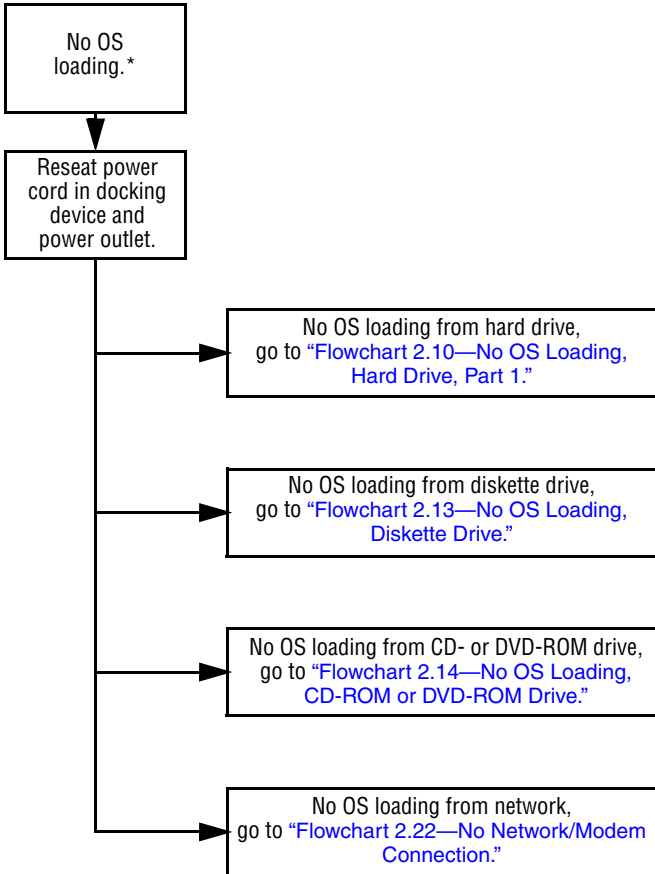 No OS
loading.*
Reseat power
cord in docking
device and
power outlet.
No OS loading from hard drive,
go to “Flowchart 2.10—No OS Loading,
Hard Drive, Part 1.”
No OS loading from diskette drive,
go to “Flowchart 2.13—No OS Loading,
Diskette Drive.”
No OS loading from CD- or DVD-ROM drive,
go to “Flowchart 2.14—No OS Loading,
CD-ROM or DVD-ROM Drive.”
No OS loading from network,
go to “Flowchart 2.22—No Network/Modem
Connection.”